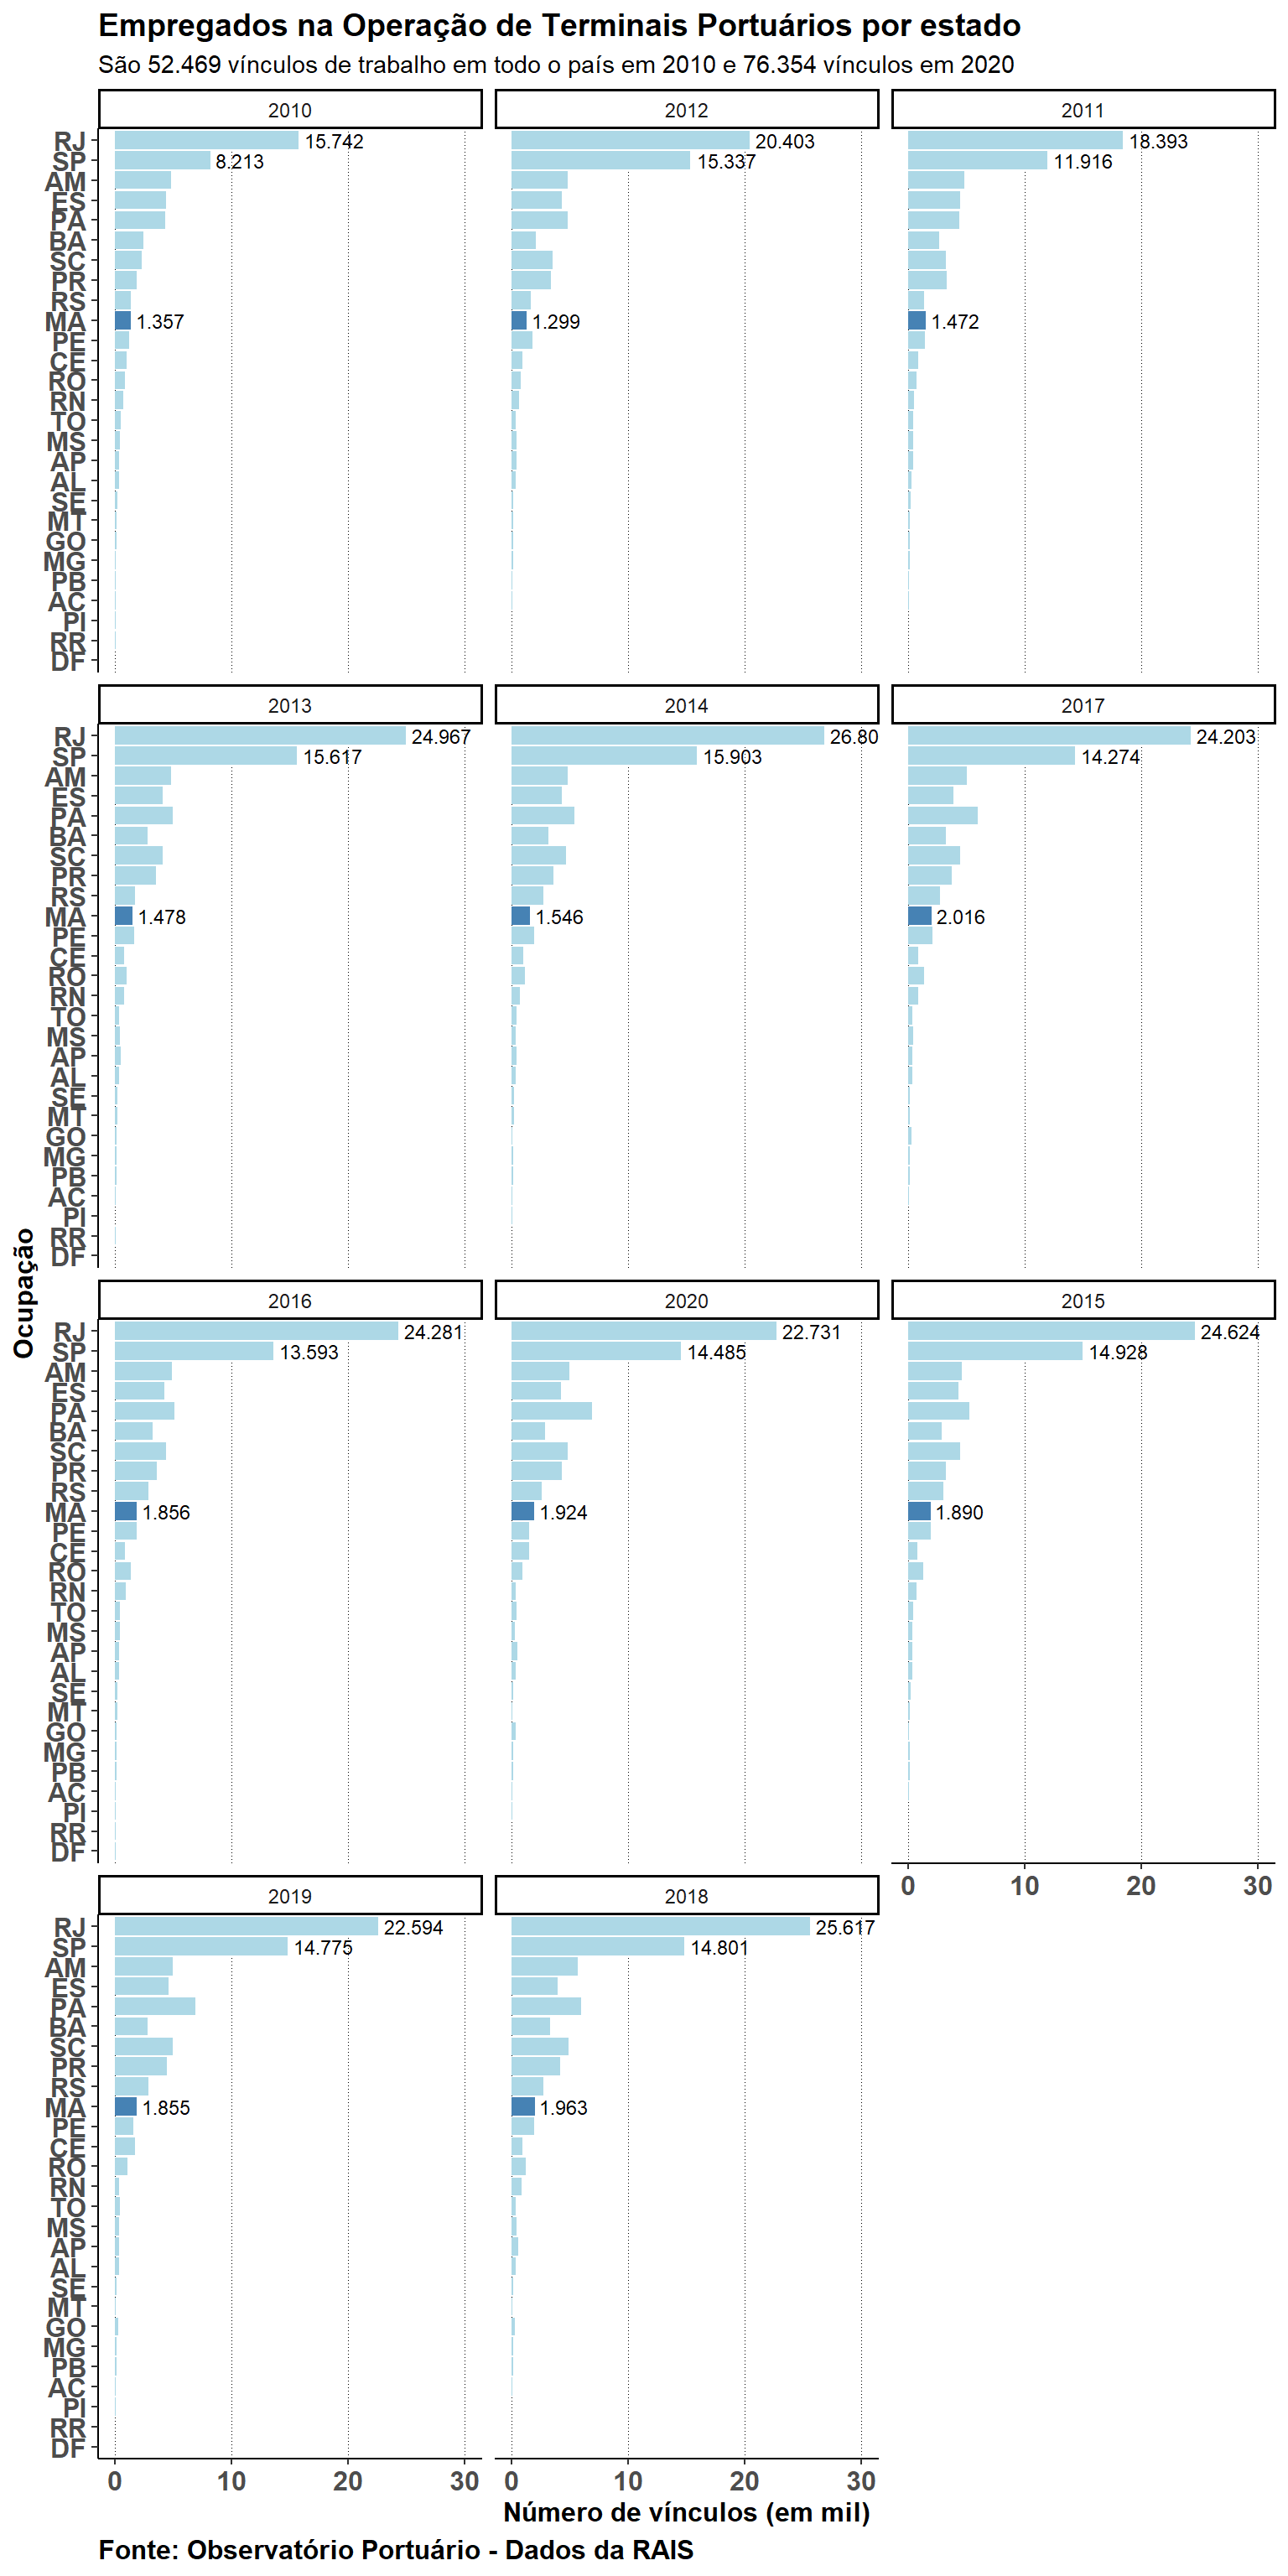 Empregados na Operação de Terminais Portuários por estado
São 52.469 vínculos de trabalho em todo o país em 2010 e 76.354 vínculos em 2020
2010
2012
2011
RJ
15.742
20.403
18.393
SP
8.213
15.337
11.916
AM
ES
PA
BA
SC
PR
RS
MA
1.357
1.299
1.472
PE
CE
RO
RN
TO
MS
AP
AL
SE
MT
GO
MG
PB
AC
PI
RR
DF
2013
2014
2017
RJ
24.967
26.80
24.203
SP
15.617
15.903
14.274
AM
ES
PA
BA
SC
PR
RS
MA
1.478
1.546
2.016
PE
CE
RO
RN
TO
MS
AP
AL
SE
MT
GO
MG
PB
AC
PI
RR
DF
Ocupação
2016
2020
2015
RJ
24.281
22.731
24.624
SP
13.593
14.485
14.928
AM
ES
PA
BA
SC
PR
RS
MA
1.856
1.924
1.890
PE
CE
RO
RN
TO
MS
AP
AL
SE
MT
GO
MG
PB
AC
PI
RR
DF
0 10 20 30
2019
2018
RJ
22.594
25.617
SP
14.775
14.801
AM
ES
PA
BA
SC
PR
RS
MA
1.855
1.963
PE
CE
RO
RN
TO
MS
AP
AL
SE
MT
GO
MG
PB
AC
PI
RR
DF
0 10 20 30
0 10 20 30
Número de vínculos (em mil)
Fonte: Observatório Portuário - Dados da RAIS